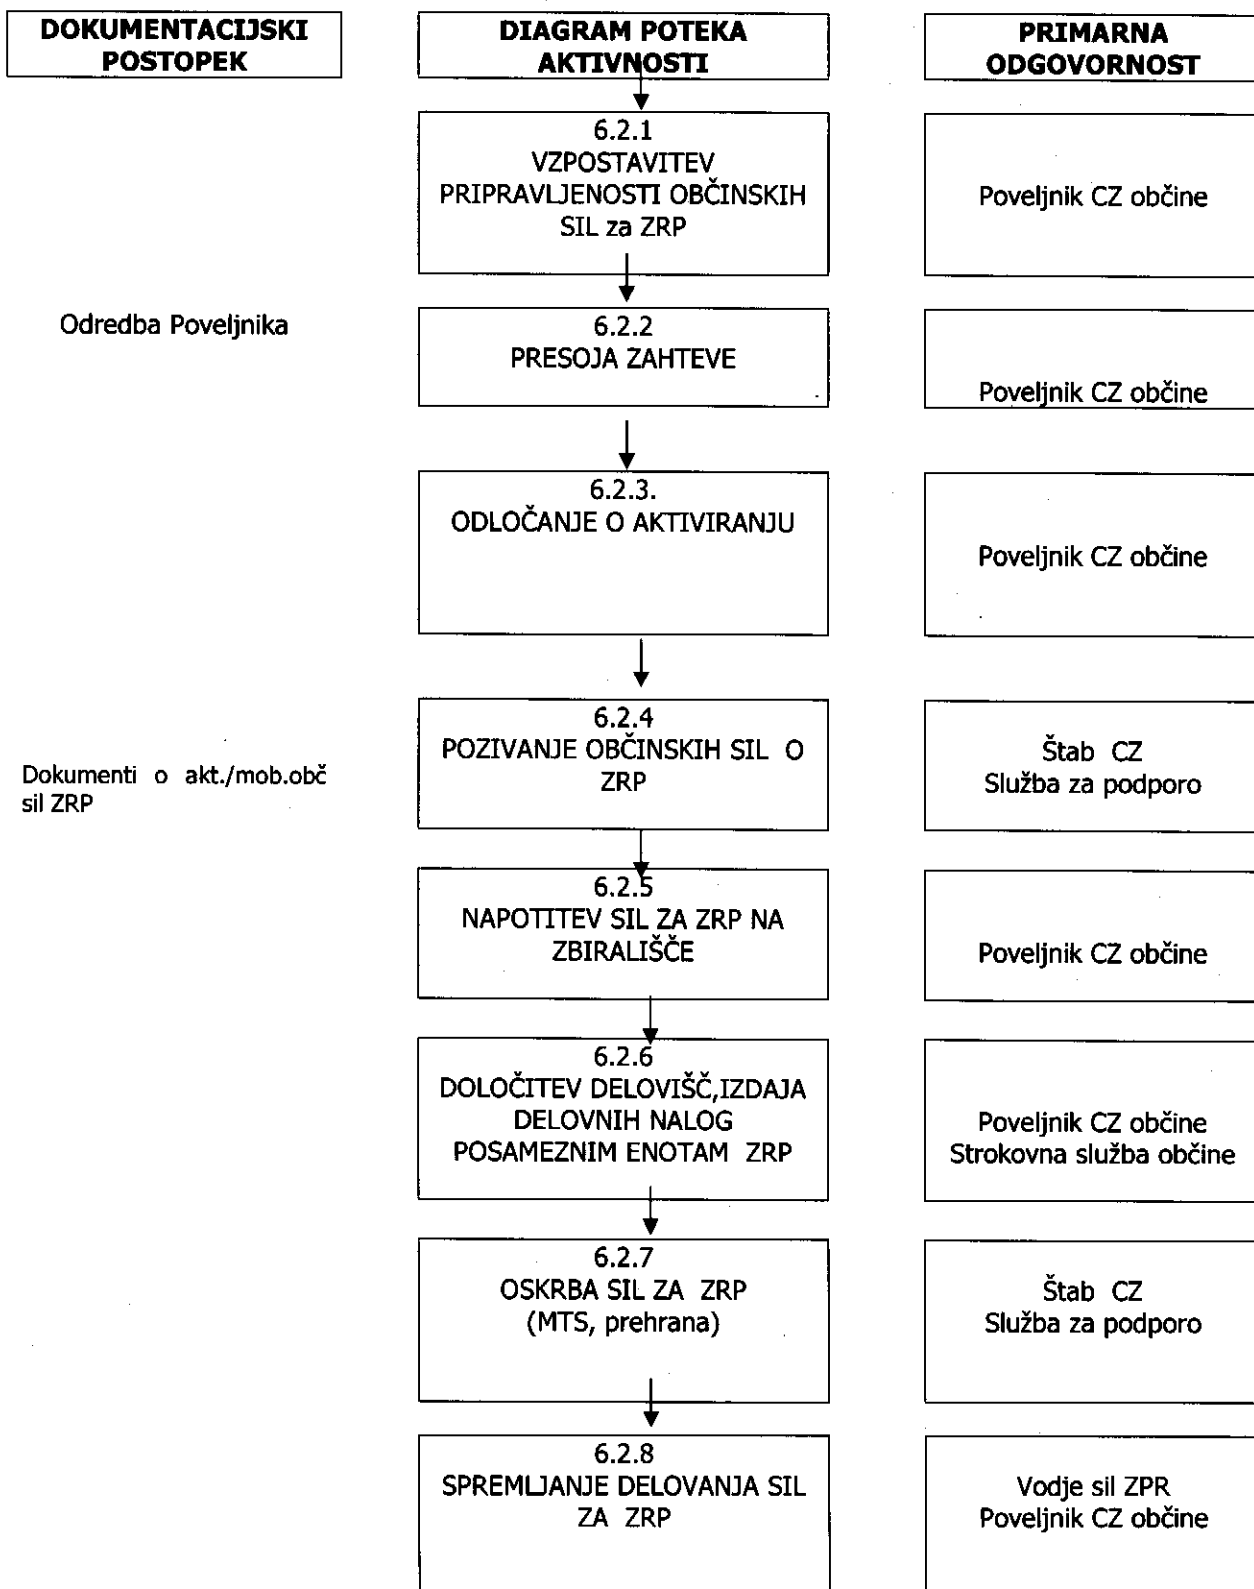 DOKUMENTACIJSKI
POSTOPEK
DIAGRAM POTEKA
AKTIVNOSTI
PRIMARNA
ODGOVORNOST
6.2.1
VZPOSTAVITEV
PRIPRAVLJENOSTI OBČINSKIH
SIL za ZRP
Poveljnik CZ občine
Odredba Poveljnika
6.2.2
PRESOJA ZAHTEVE
Poveljnik CZ občine
6.2.3.
ODLOČANJE O AKTIVIRANJU
Poveljnik CZ občine
Dokumenti o akt./mob.obč
sil ZRP
6.2.4
POZIVANJE OBČINSKIH SIL O
ZRP
Štab CZ
Služba za podporo
6.2.5
NAPOTITEV SIL ZA ZRP NA
ZBIRALIŠČE
Poveljnik CZ občine
6.2.6
DOLOČITEV DELOVIŠČ,IZDAJA
DELOVNIH NALOG
POSAMEZNIM ENOTAM ZRP
Poveljnik CZ občine
Strokovna služba občine
6.2.7
OSKRBA SIL ZA ZRP
(MTS, prehrana)
Štab CZ
Služba za podporo
6.2.8
SPREMLJANJE DELOVANJA SIL
ZA ZRP
Vodje sil ZPR
Poveljnik CZ občine